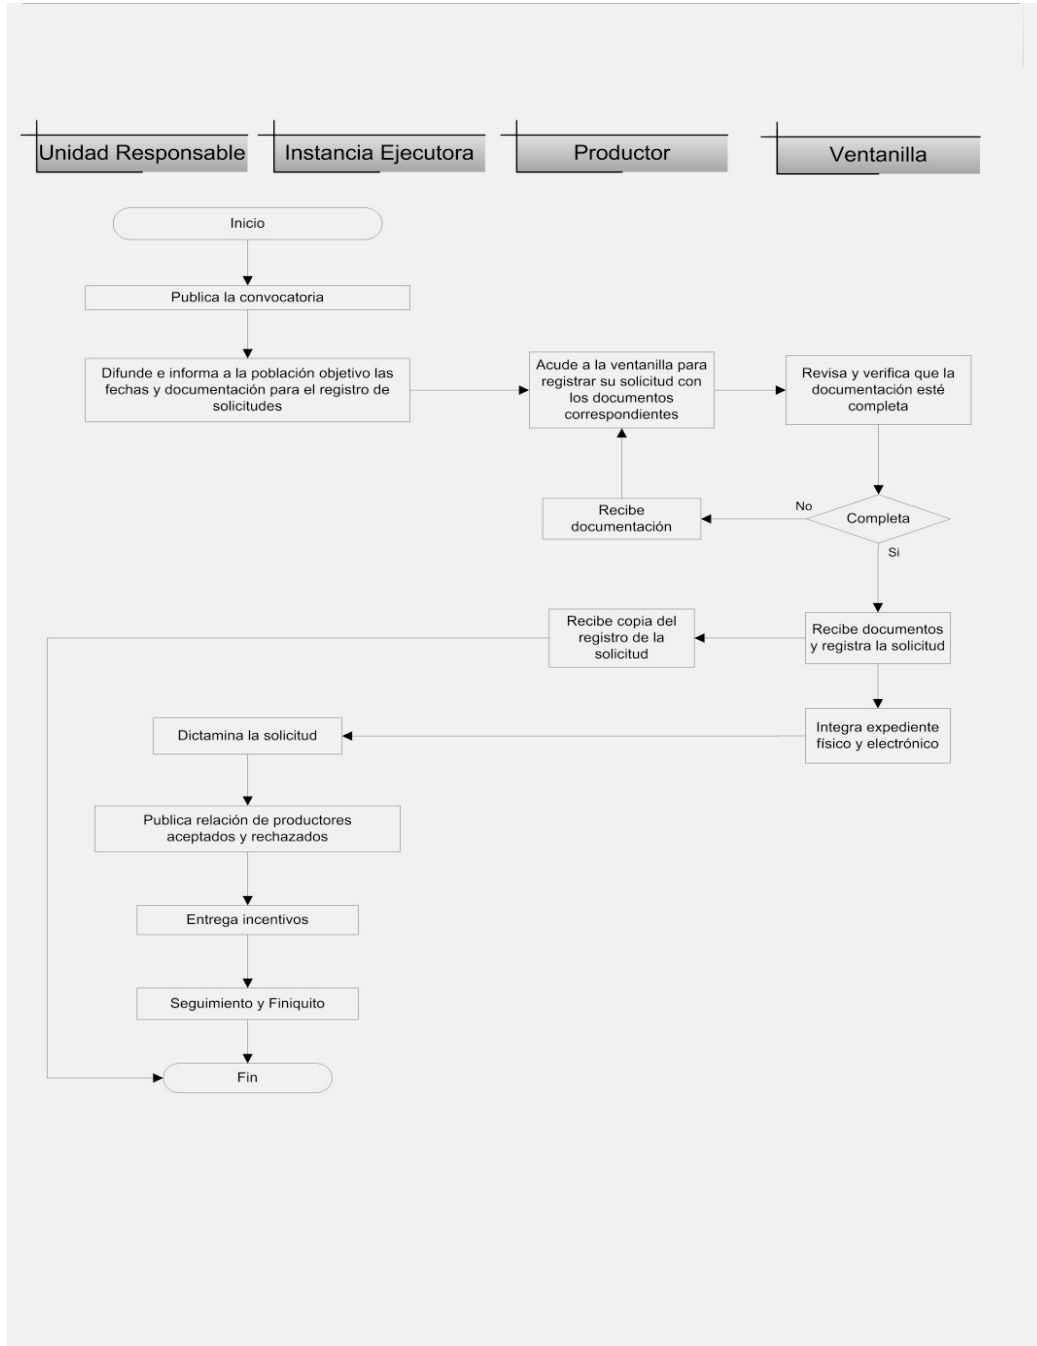 Unidad Responsable
Instancia Ejecutora
Productor
Ventanilla
Inicio
Publica la convocatoria
Difunde e informa a la población objetivo las
fechas y documentación para el registro de
solicitudes
Acude a la ventanilla para
registrar su solicitud con
los documentos
correspondientes
Revisa y verifica que la
documentación esté
completa
No
Completa
Recibe
documentación
Si
Recibe copia del
registro de la
solicitud
Recibe documentos
y registra la solicitud
Dictamina la solicitud
Integra expediente
físico y electrónico
Publica relación de productores
aceptados y rechazados
Entrega incentivos
Seguimiento y Finiquito
Fin